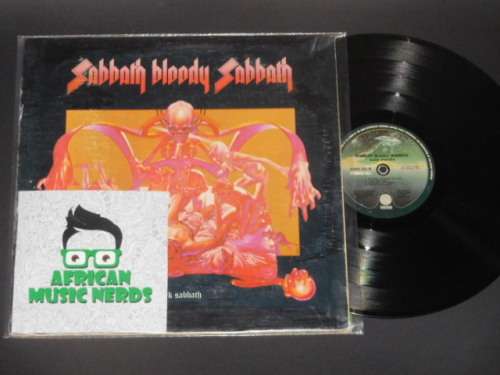 Sabbath bloody Sabbath
AFRICAN
MUSIC NERDS
k sabbath